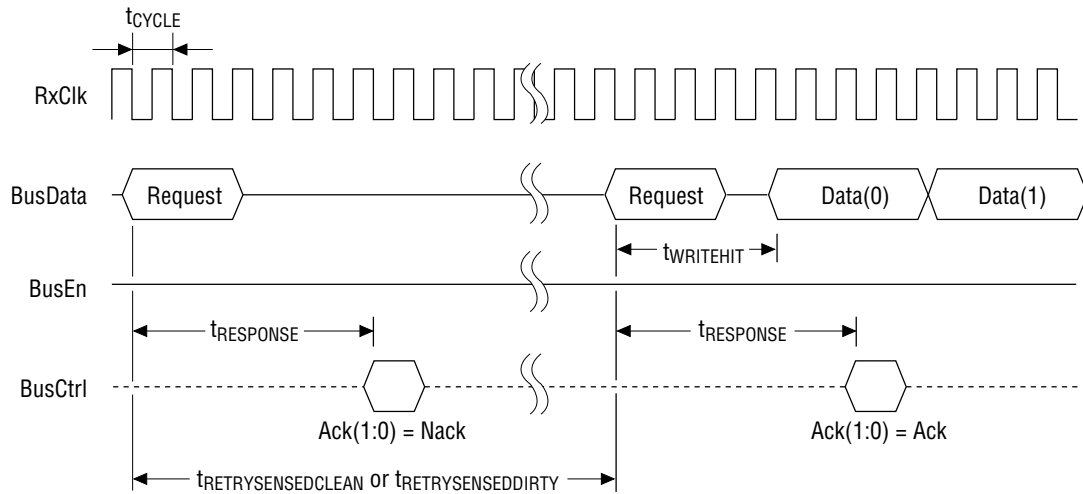 tCYCLE
RxClk
BusData Request Request Data(0) Data(1)
tWRITEHIT
BusEn
tRESPONSE tRESPONSE
BusCtrl
Ack(1:0) = Nack Ack(1:0) = Ack
tRETRYSENSEDCLEAN or tRETRYSENSEDDIRTY